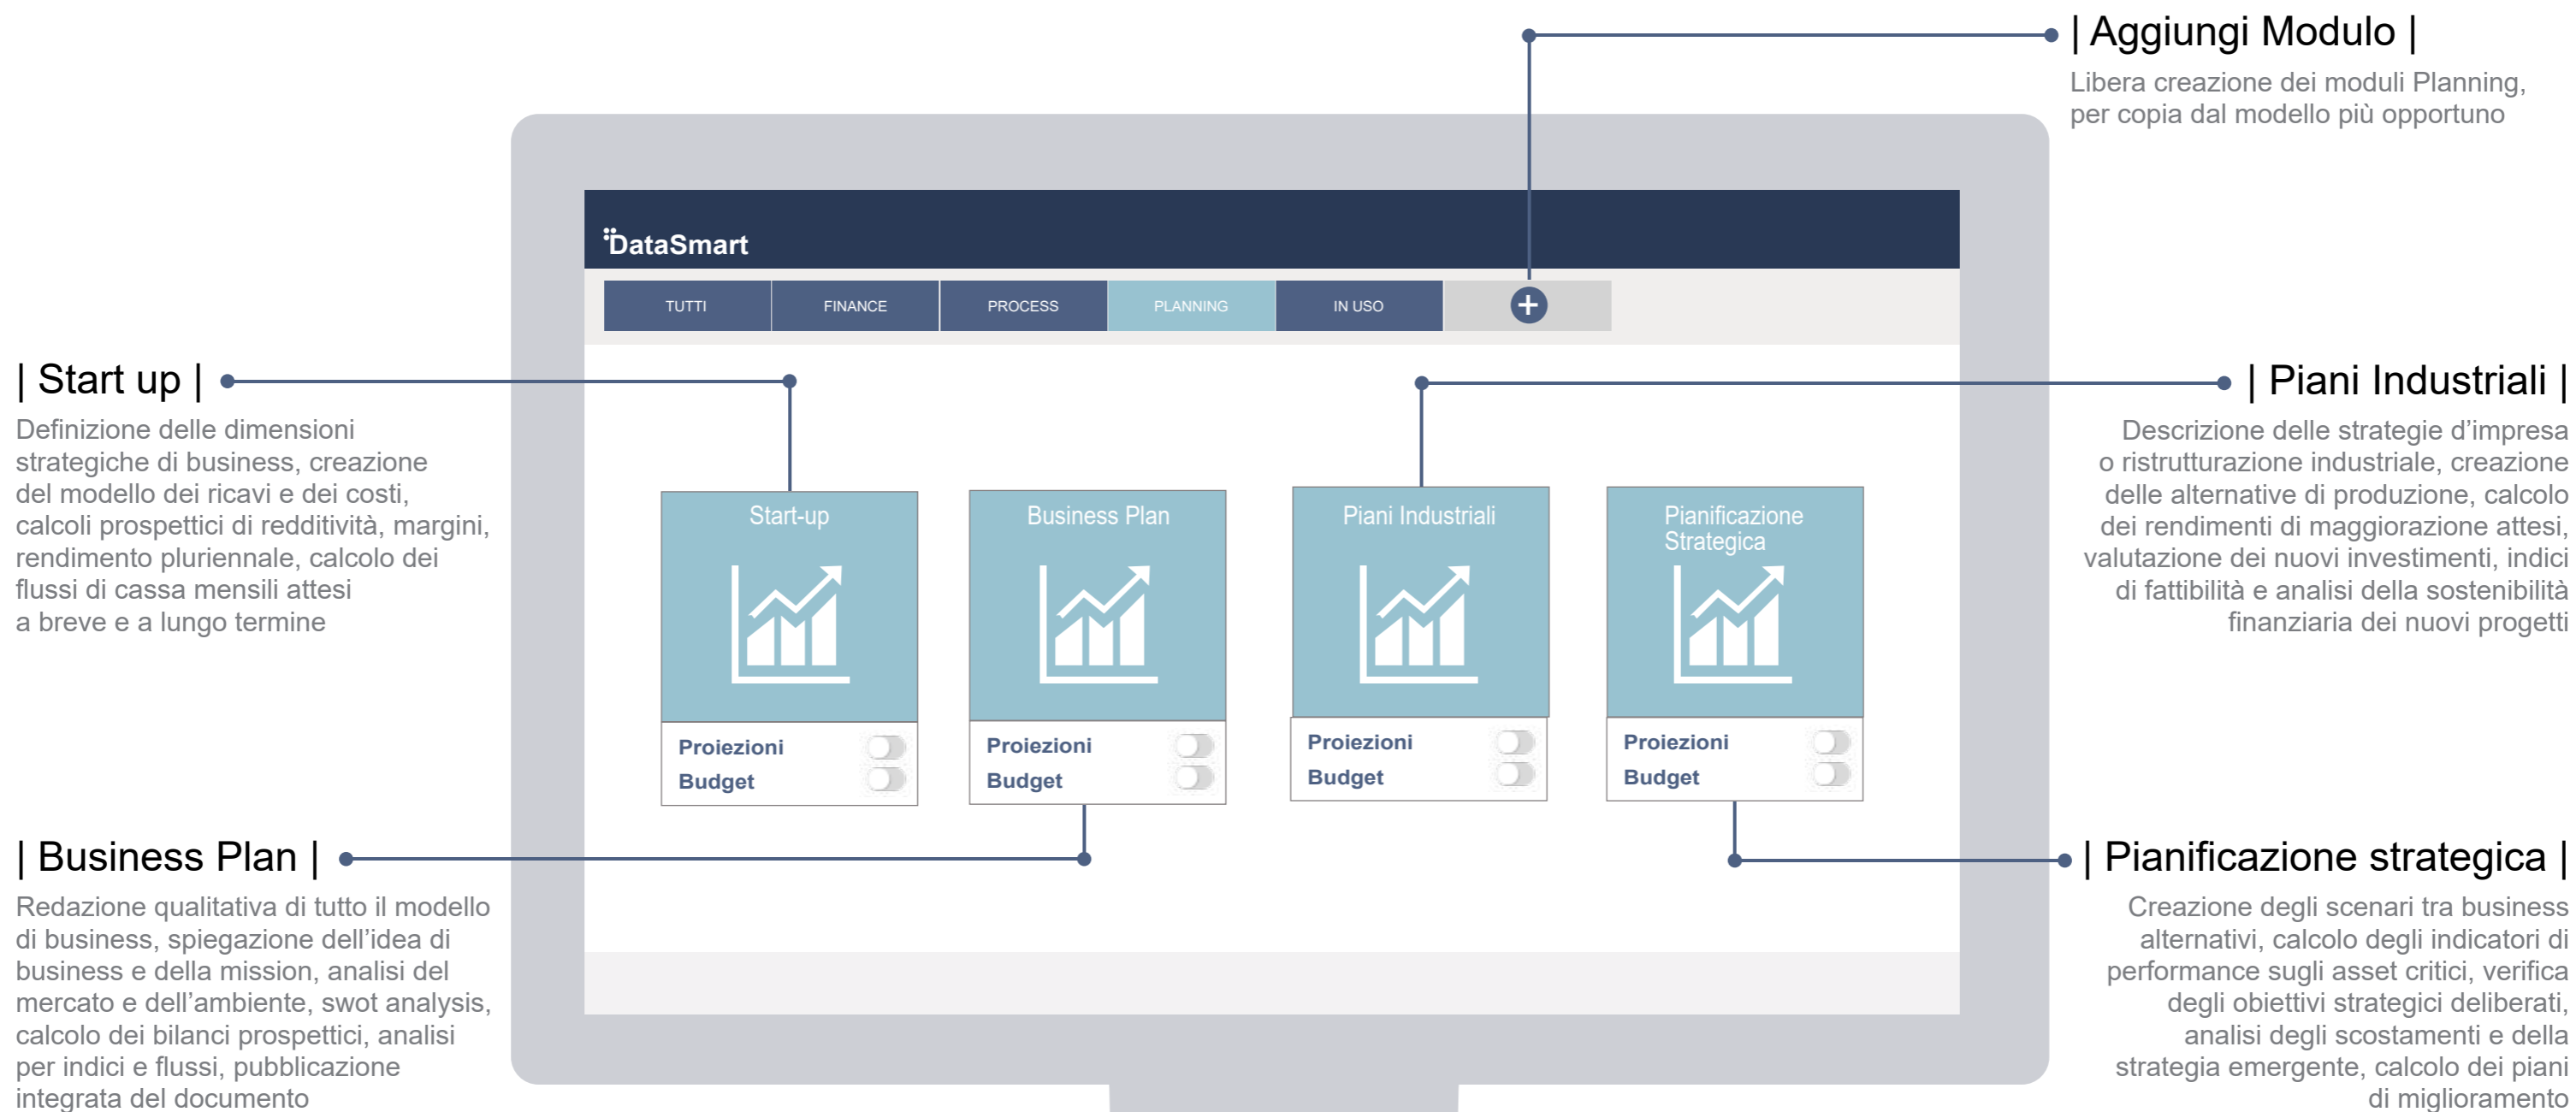 | Aggiungi Modulo |
Libera creazione dei moduli Planning,
per copia dal modello più opportuno
DataSmart
TUTTI
FINANCE
PROCESS
PLANNING
IN USO
| Start up |
Definizione delle dimensioni
strategiche di business, creazione
del modello dei ricavi e dei costi,
calcoli prospettici di redditività, margini,
rendimento pluriennale, calcolo dei
flussi di cassa mensili attesi
a breve e a lungo termine
| Piani Industriali |
Descrizione delle strategie d’impresa
o ristrutturazione industriale, creazione
delle alternative di produzione, calcolo
dei rendimenti di maggiorazione attesi,
valutazione dei nuovi investimenti, indici
di fattibilità e analisi della sostenibilità
finanziaria dei nuovi progetti
Start-up
Proiezioni
Budget
Business Plan
Proiezioni
Budget
Piani Industriali
Proiezioni
Budget
Pianificazione
Strategica
Proiezioni
Budget
| Business Plan |
Redazione qualitativa di tutto il modello
di business, spiegazione dell’idea di
business e della mission, analisi del
mercato e dell’ambiente, swot analysis,
calcolo dei bilanci prospettici, analisi
per indici e flussi, pubblicazione
integrata del documento
| Pianificazione strategica |
Creazione degli scenari tra business
alternativi, calcolo degli indicatori di
performance sugli asset critici, verifica
degli obiettivi strategici deliberati,
analisi degli scostamenti e della
strategia emergente, calcolo dei piani
di miglioramento